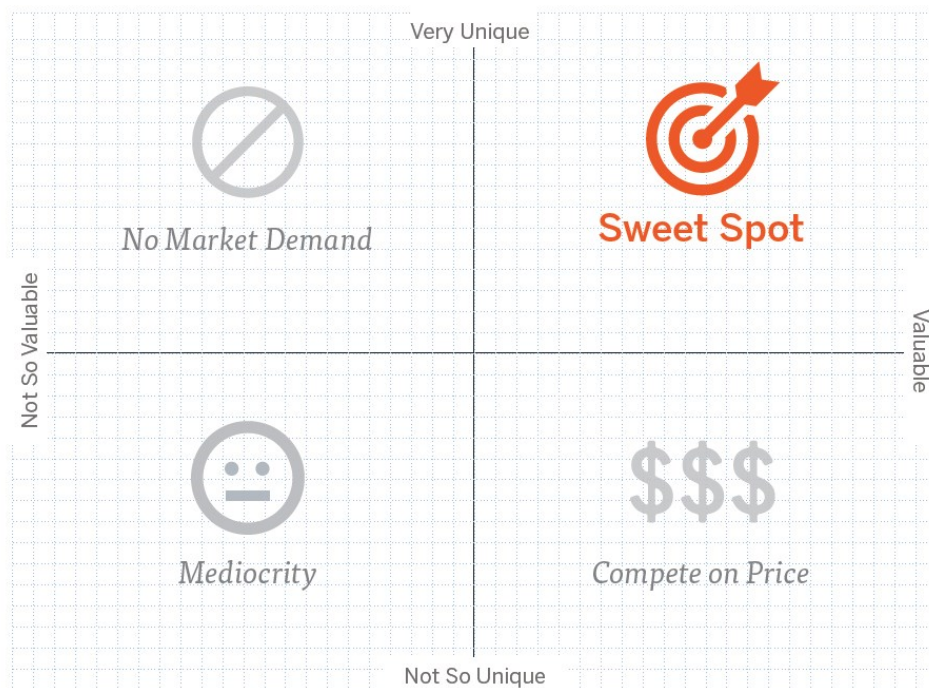 Very Unique
No Market Demand
Sweet Spot
Not So Valuable
Valuable
$$$
Mediocrity
Compete on Price
Not So Unique